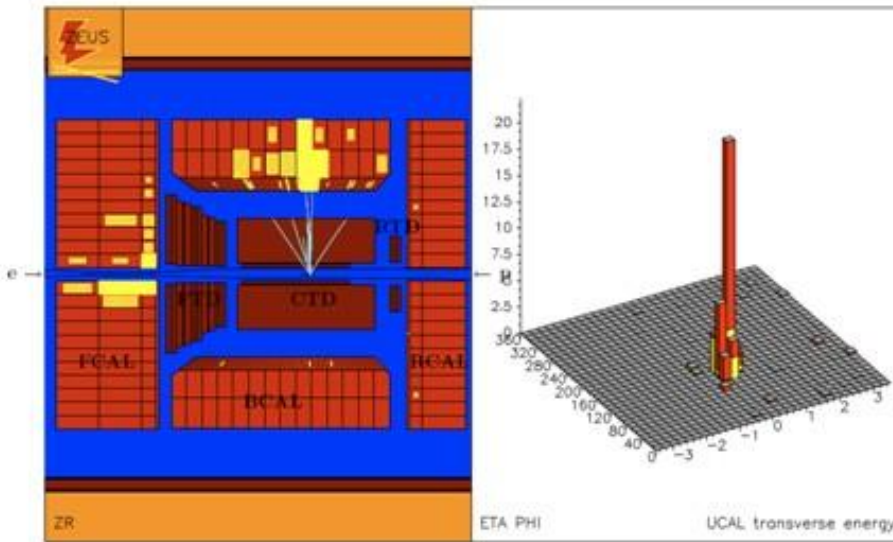 ZEUS
RTD
e →
→ p
FTD
CTD
FCAL
RCAL
BCAL
ZR
20
17.5
15
12.5
10
7.5
5
2.5
0
360
320
280
240
200
160
120
80
40
0
-3
-2
-1
0
1
2
3
ETA PHI
UCAL transverse energy